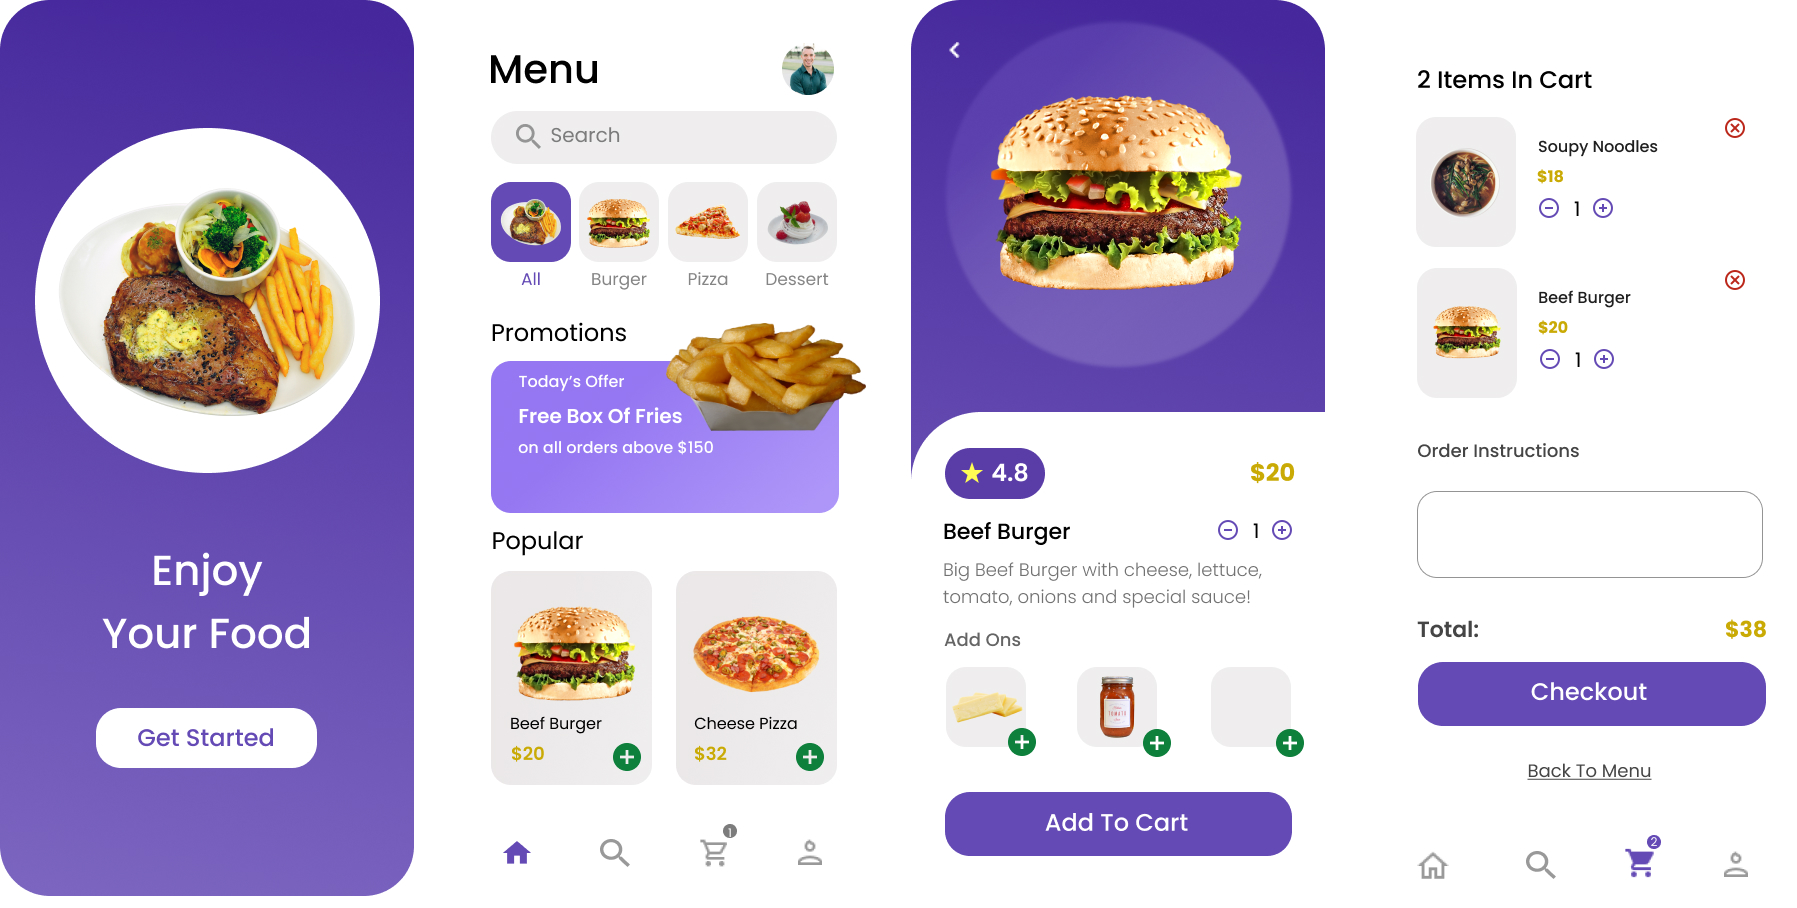 Enjoy
Your Food
Get Started
Menu
Search
All
Burger
Pizza
Dessert
Promotions
Today's Offer
Free Box Of Fries
on all orders above $150
Popular
Beef Burger
$20
Cheese Pizza
$32
1
4.8
$20
Beef Burger
1
Big Beef Burger with cheese, lettuce,
tomato, onions and special sauce!
Add Ons
TOMATO
Add To Cart
2 Items In Cart
Soupy Noodles
$18
1
Beef Burger
$20
1
Order Instructions
Total:
$38
Checkout
Back To Menu
2